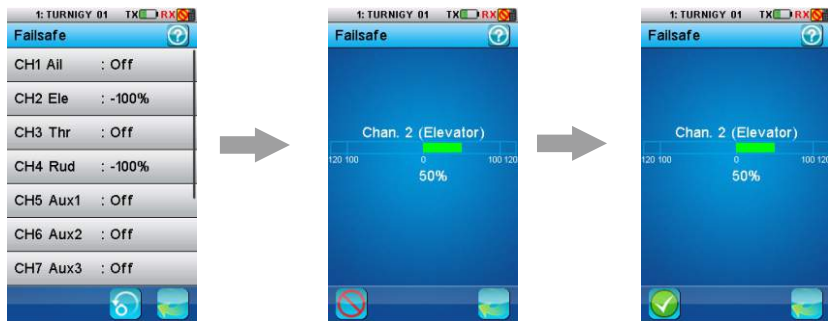 1: TURNIGY 01 TX RX
Failsafe
CH1 Ail : Off
CH2 Ele : -100%
CH3 Thr : Off
CH4 Rud : -100%
CH5 Aux1 : Off
CH6 Aux2 : Off
CH7 Aux3 : Off
1: TURNIGY 01 TX RX
Failsafe
Chan. 2 (Elevator)
120 100 0 100 120
50%
1: TURNIGY 01 TX RX
Failsafe
Chan. 2 (Elevator)
120 100 0 100 120
50%